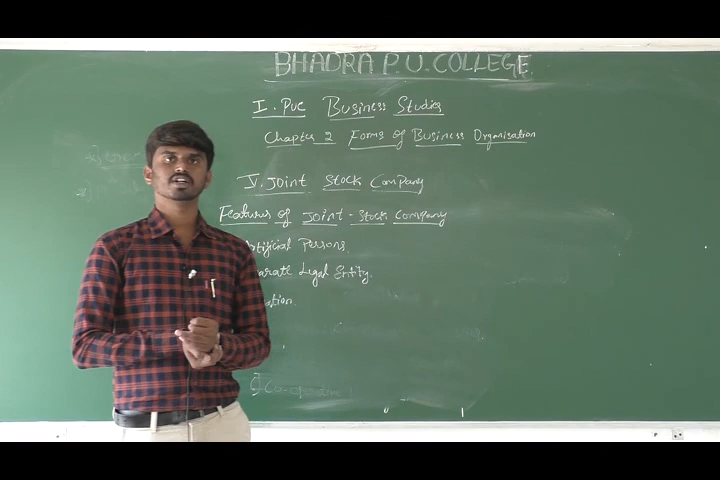 BHADRA P.U. COLLEGE
I. PUC Business Studies
Chapter 2 Forms of Business Organisation
V. Joint Stock Company
Features of Joint-Stock Company
Persons
Legal Entity.